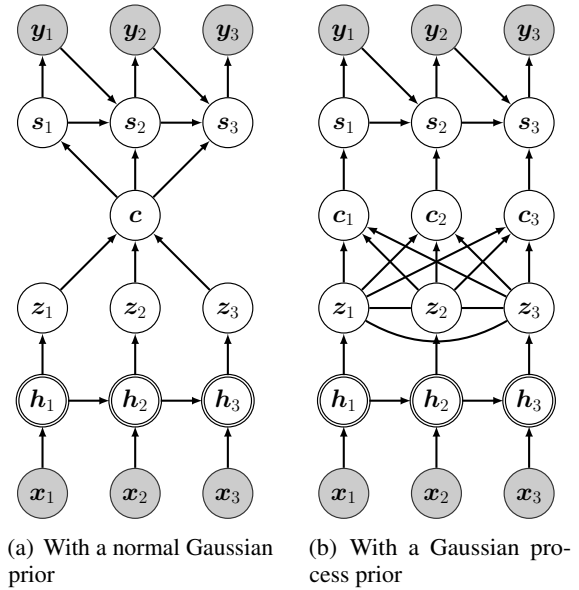 y₁ y₂ y₃ y₁ y₂ y₃
s₁ s₂ s₃ s₁ s₂ s₃
c c₁ c₂ c₃
z₁ z₂ z₃ z₁ z₂ z₃
h₁ h₂ h₃ h₁ h₂ h₃
x₁ x₂ x₃ x₁ x₂ x₃
(a) With a normal Gaussian
prior
(b) With a Gaussian pro-
cess prior